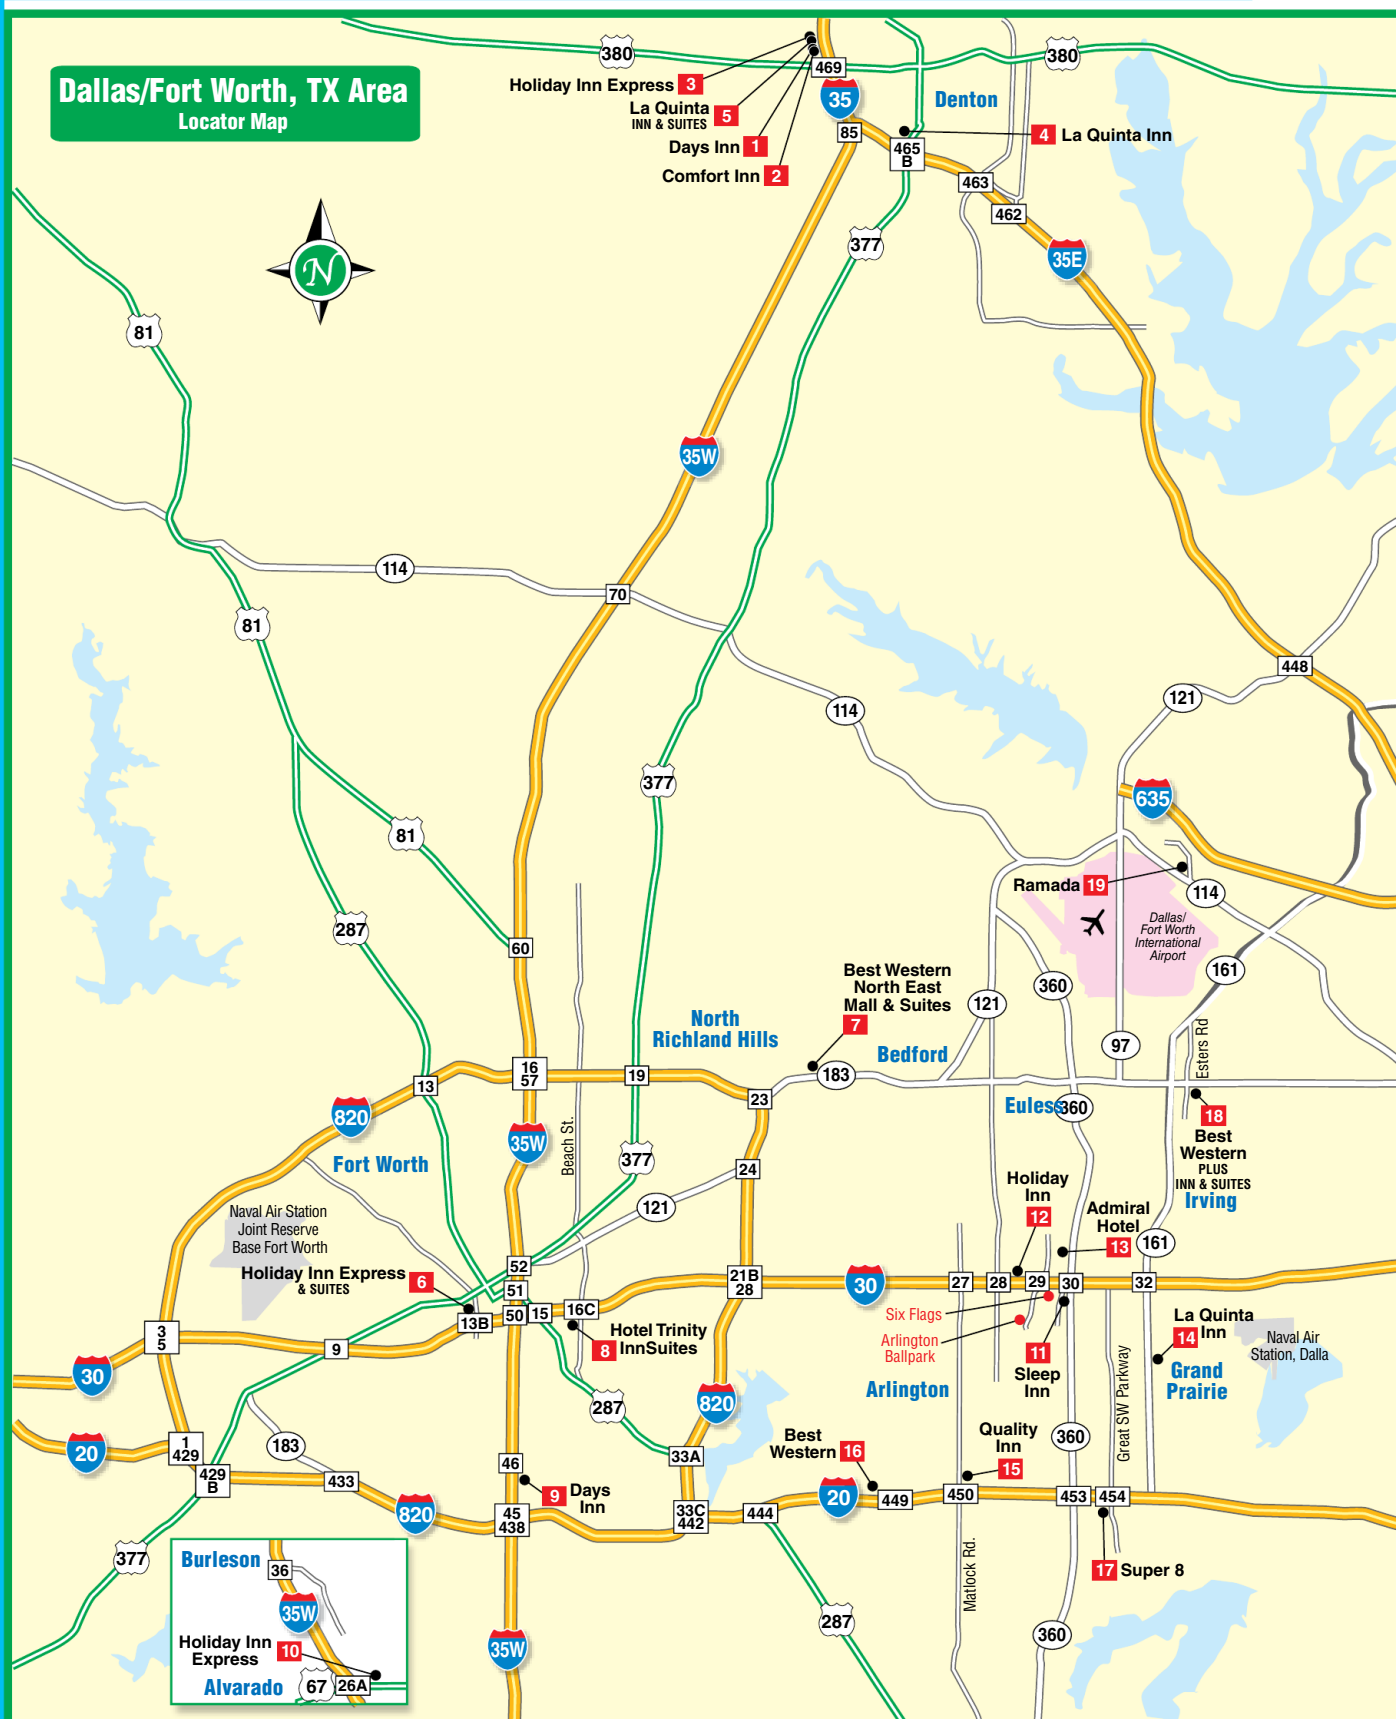 Dallas/Fort Worth, TX Area
Locator Map
380
380
469
Holiday Inn Express 3
La Quinta 5
INN & SUITES
Days Inn 1
Comfort Inn 2
35
Denton
85
465
B
4 La Quinta Inn
463
462
377
35E
N
81
35W
114
70
81
448
121
114
377
635
81
Ramada 19
114
Dallas/
Fort Worth
International
Airport
287
60
161
Best Western
North East
Mall & Suites
7
360
121
North
Richland Hills
Bedford
97
Esters Rd
16
57
19
183
13
23
820
Euless
360
18
Best
Western
PLUS
INN & SUITES
Irving
35W
Beach St.
377
Fort Worth
24
Holiday
Inn
12
Admiral
Hotel
13
121
Naval Air Station
Joint Reserve
Base Fort Worth
161
Holiday Inn Express
& SUITES
6
52
51
21B
28
30
27
28
29
30
32
50
15
16C
13B
Six Flags
Arlington
Ballpark
La Quinta
Inn
14
Hotel Trinity
8 InnSuites
3
5
9
11
Sleep
Inn
Naval Air
Station, Dalla
30
Arlington
Great SW Parkway
Grand
Prairie
287
820
20
1
429
183
33A
Best
Western 16
Quality
Inn
15
360
429
B
433
46
9 Days
Inn
820
45
438
33C
442
444
20
449
450
453
454
377
Burleson
36
35W
Holiday Inn
Express
10
Alvarado
67
26A
35W
287
Matlock Rd.
17 Super 8
360